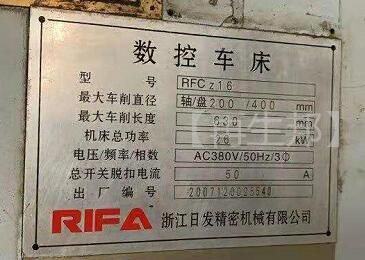 数控车床
型号 RFCz16
最大车削直径 轴/盘200/400 mm
最大车削长度 630 mm
机床总功率 26 kW
电压/频率/相数 AC380V/50Hz/3Φ
总开关脱扣电流 50 A
出厂编号 2007120005540
RIFA 浙江日发精密机械有限公司